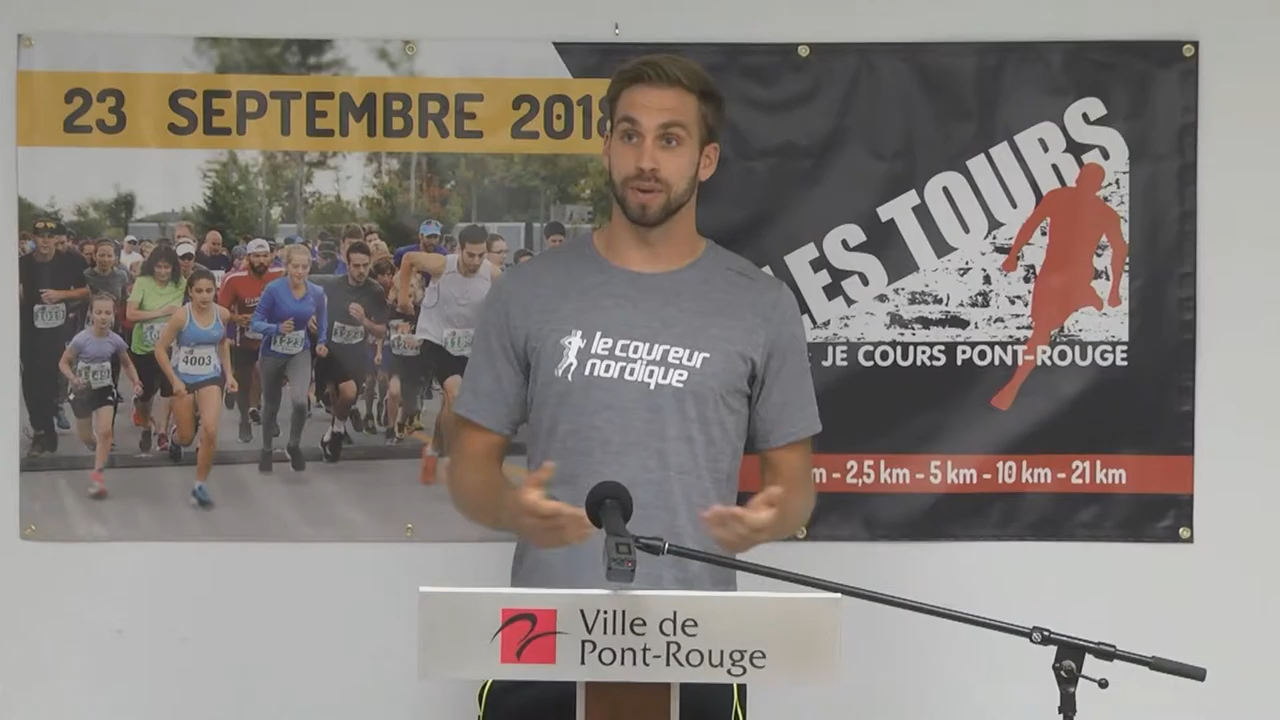 23 SEPTEMBRE 2018
LES TOURS
JE COURS PONT-ROUGE
m - 2,5 km - 5 km - 10 km - 21 km
le coureur
nordique
4003
Ville de
Pont-Rouge